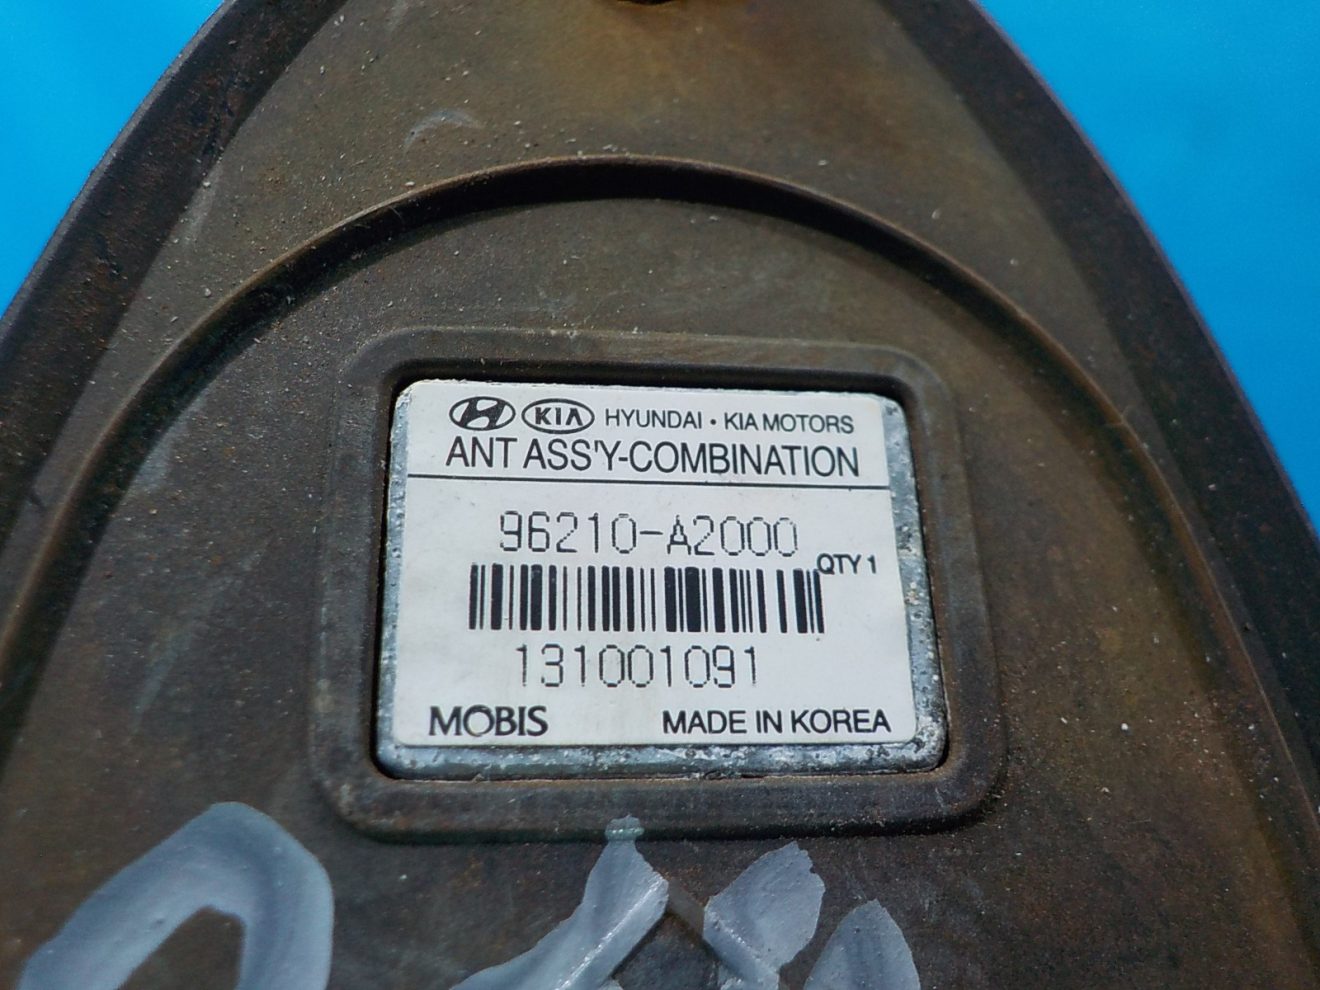 KIA HYUNDAI • KIA MOTORS
ANT ASS'Y-COMBINATION
96210-A2000
QTY 1
131001091
MOBIS MADE IN KOREA